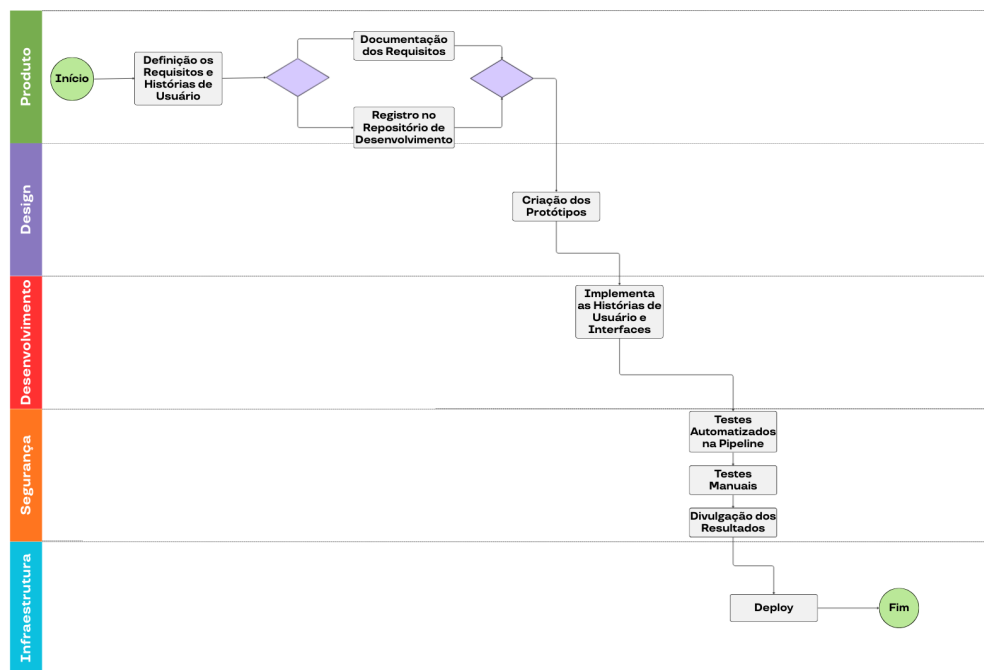 Produto
Início
Definição os
Requisitos e
Histórias de
Usuário
Documentação
dos Requisitos
Registro no
Repositório de
Desenvolvimento
Design
Criação dos
Protótipos
Desenvolvimento
Implementa
as Histórias de
Usuário e
Interfaces
Segurança
Testes
Automatizados
na Pipeline
Testes
Manuais
Divulgação dos
Resultados
Infraestrutura
Deploy
Fim